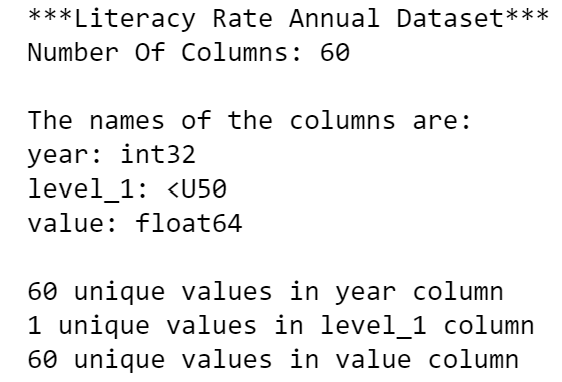 ***Literacy Rate Annual Dataset***
Number Of Columns: 60
The names of the columns are:
year: int32
level_1: <U50
value: float64
60 unique values in year column
1 unique values in level_1 column
60 unique values in value column